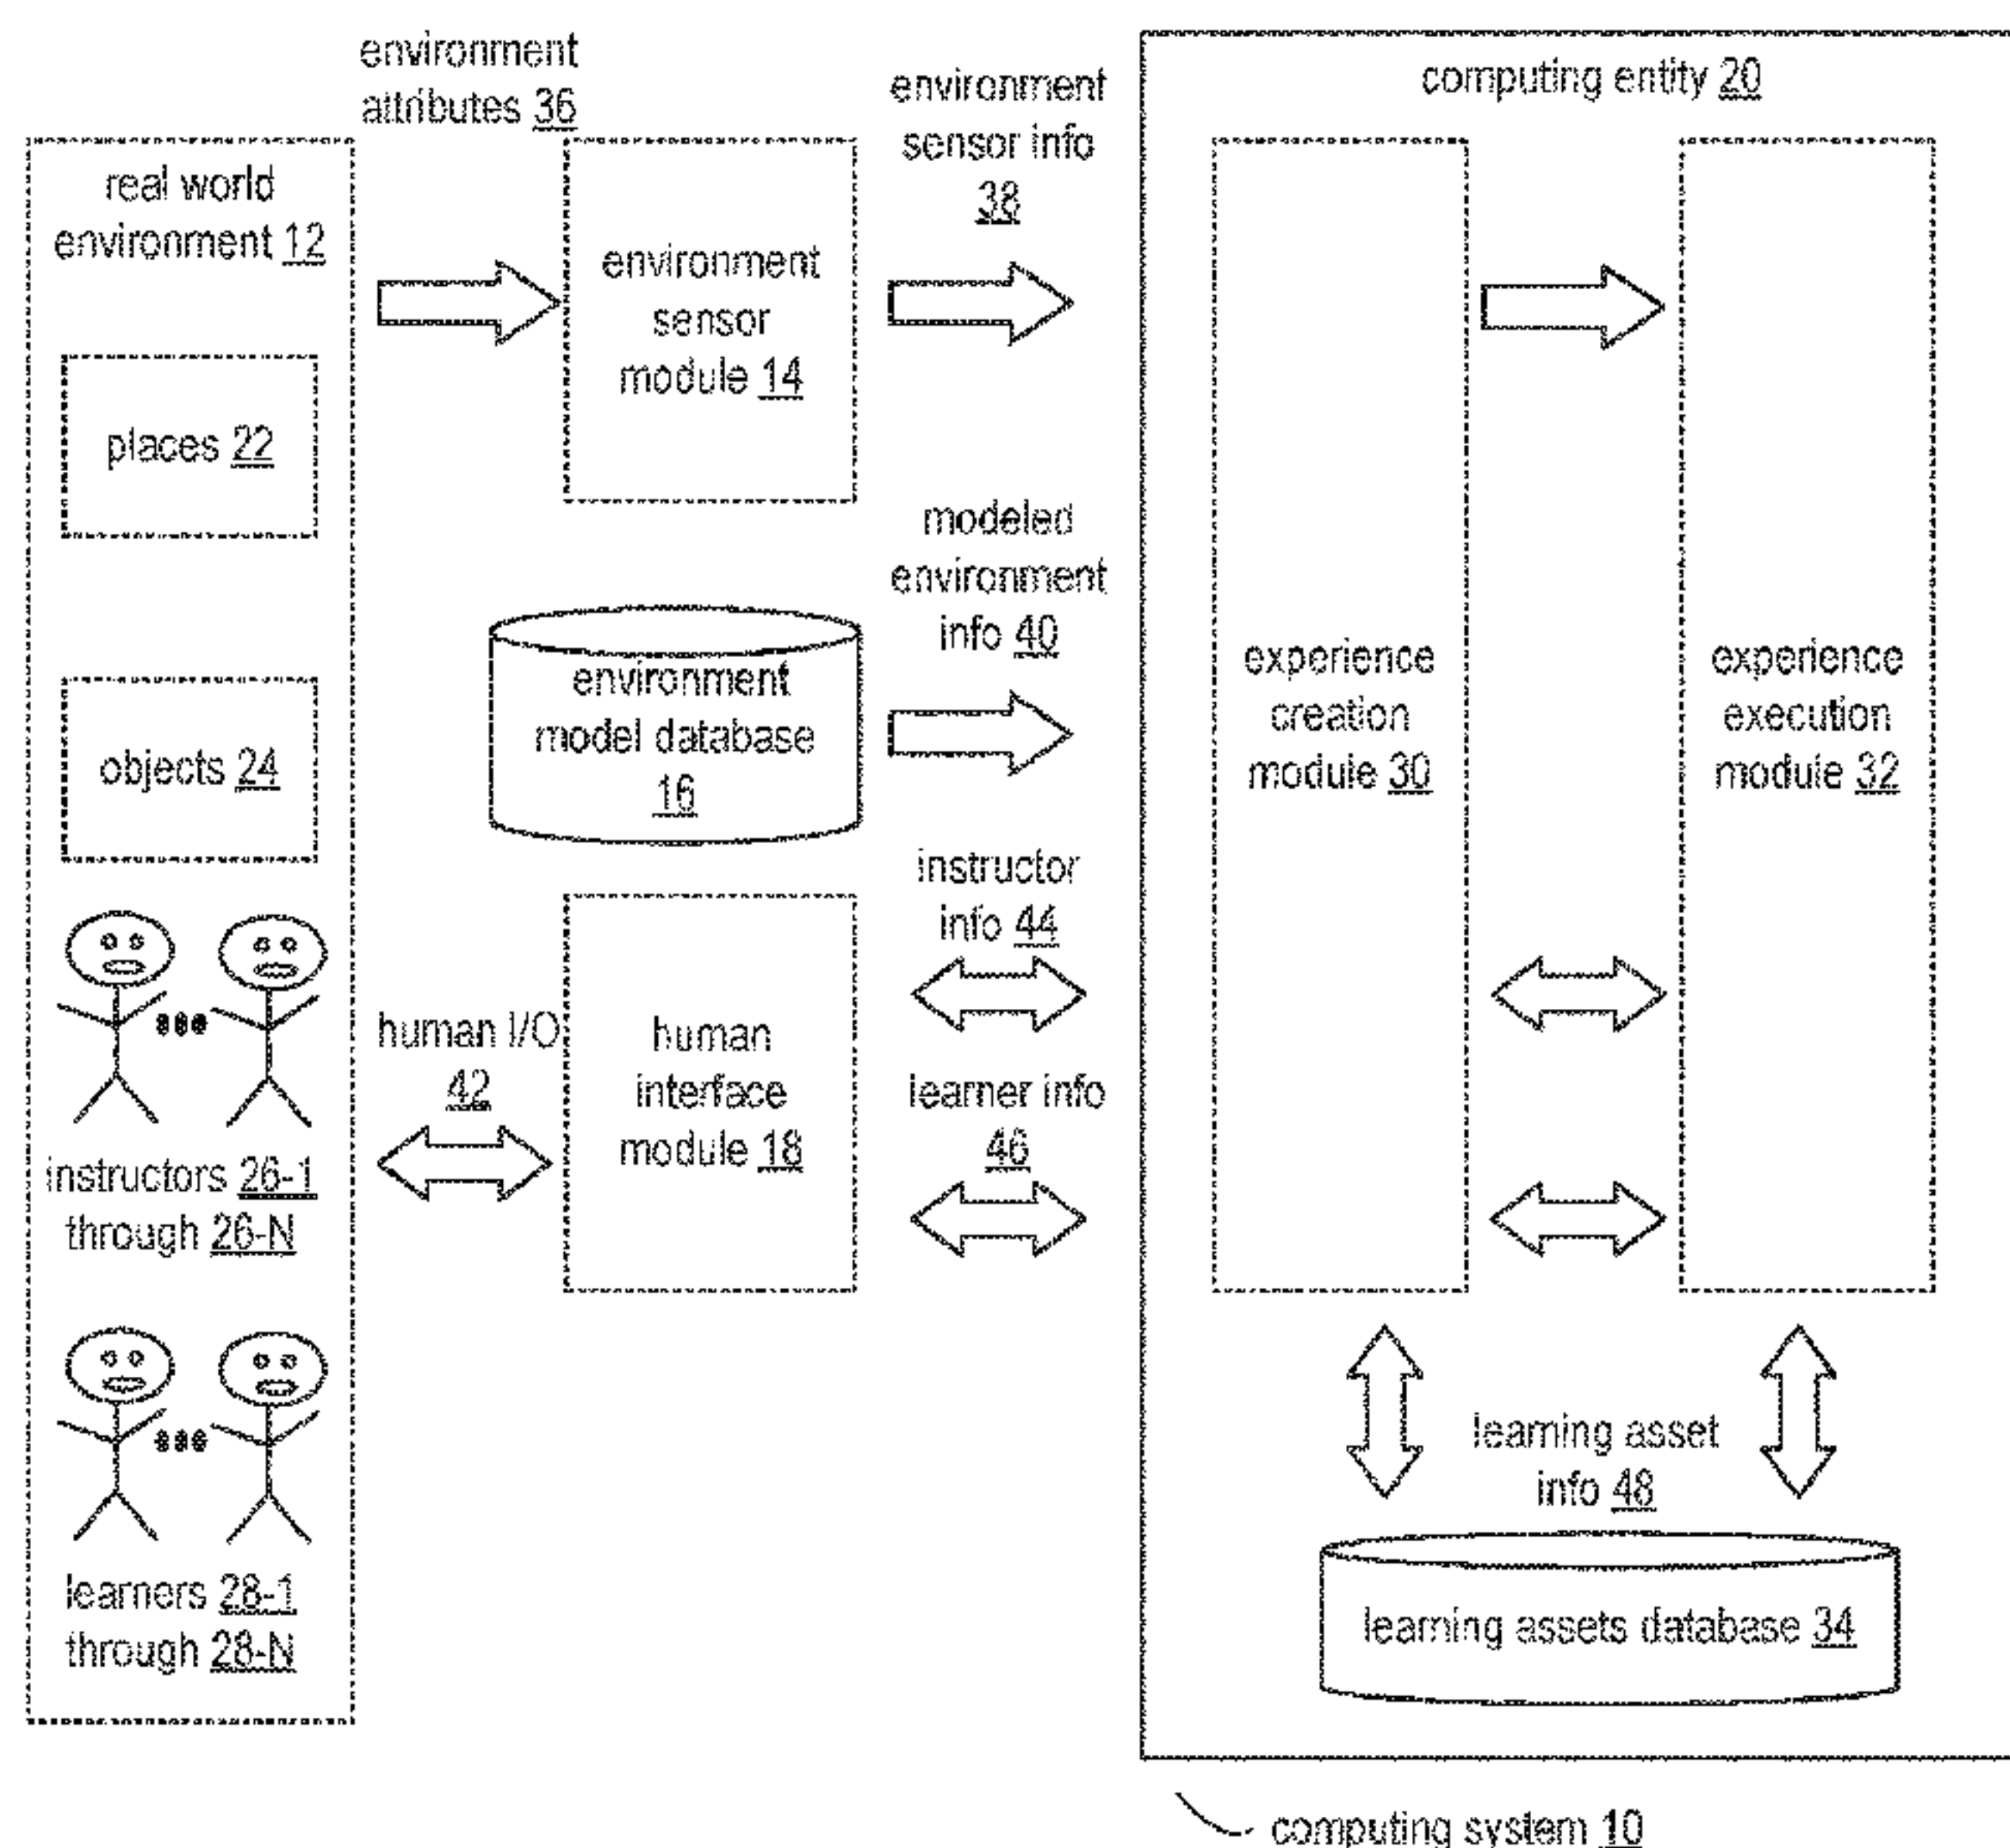 environment
attributes 36
environment
sensor info
38
computing entity 20
real world
environment 12
environment
sensor
module 14
places 22
modeled
environment
info 40
environment
model database
16
objects 24
experience
creation
module 30
experience
execution
module 32
instructor
info 44
human I/O
42
human
interface
module 18
learner info
46
instructors 26-1
through 26-N
learning asset
info 48
learners 28-1
through 28-N
learning assets database 34
computing system 10